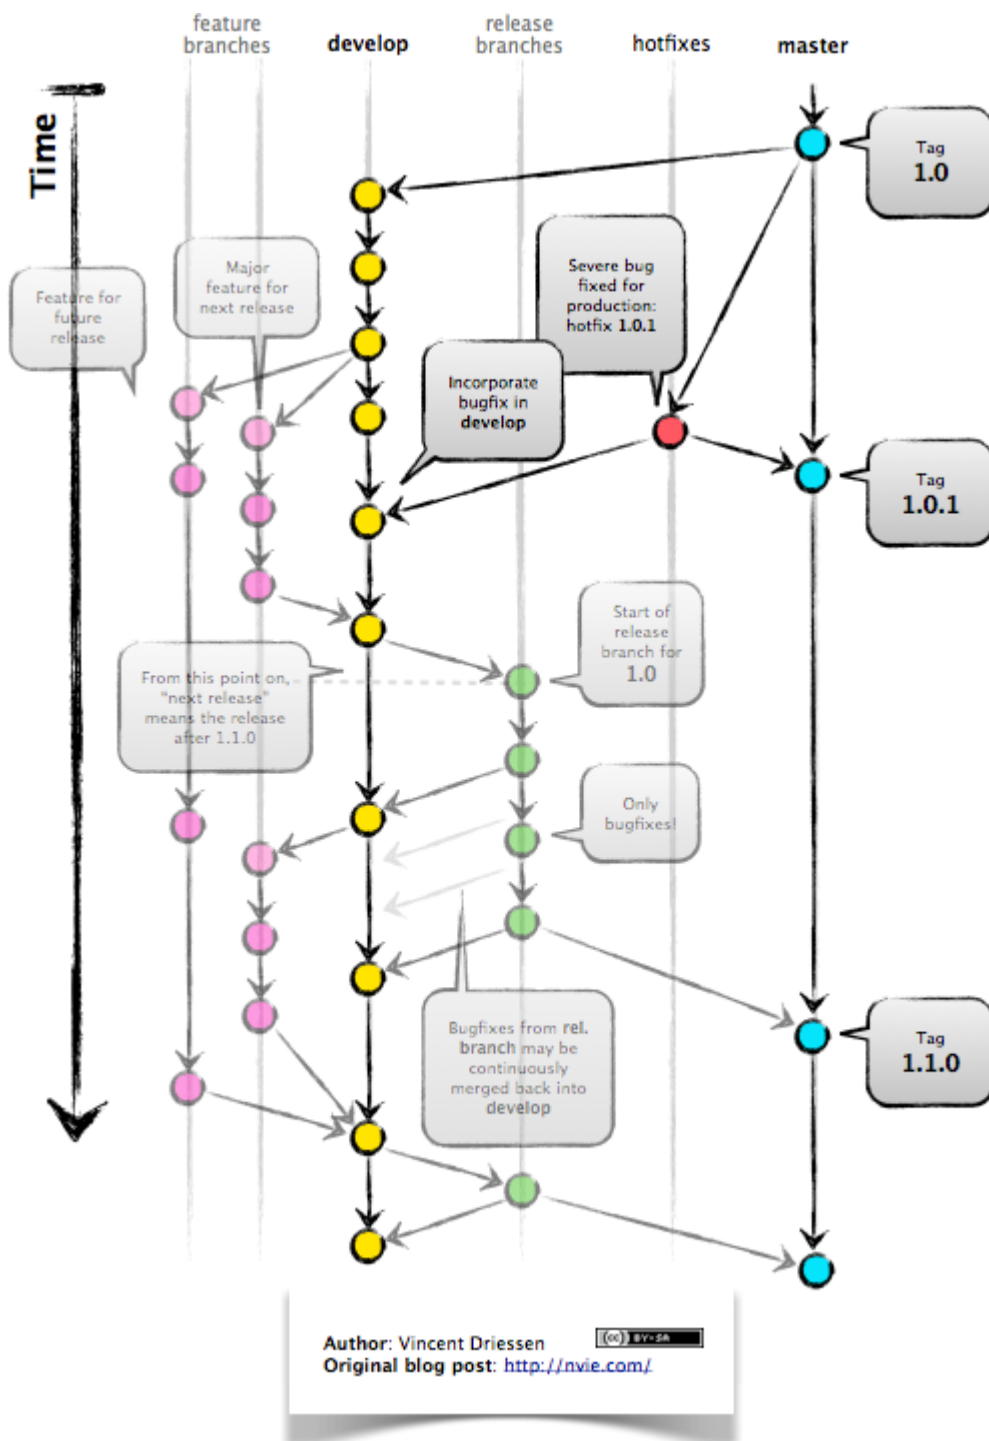 feature
branches
develop
release
branches
hotfixes
master
Time
Tag
1.0
Severe bug
fixed for
production:
hotfix 1.0.1
Major
feature for
next release
Feature for
future
release
Incorporate
bugfix in
develop
Tag
1.0.1
Start of
release
branch for
1.0
From this point on,
“next release”
means the release
after 1.1.0
Only
bugfixes!
Bugfixes from rel.
branch may be
continuously
merged back into
develop
Tag
1.1.0
Author: Vincent Driessen
Original blog post: http://nvie.com/
(cc) BY-SA